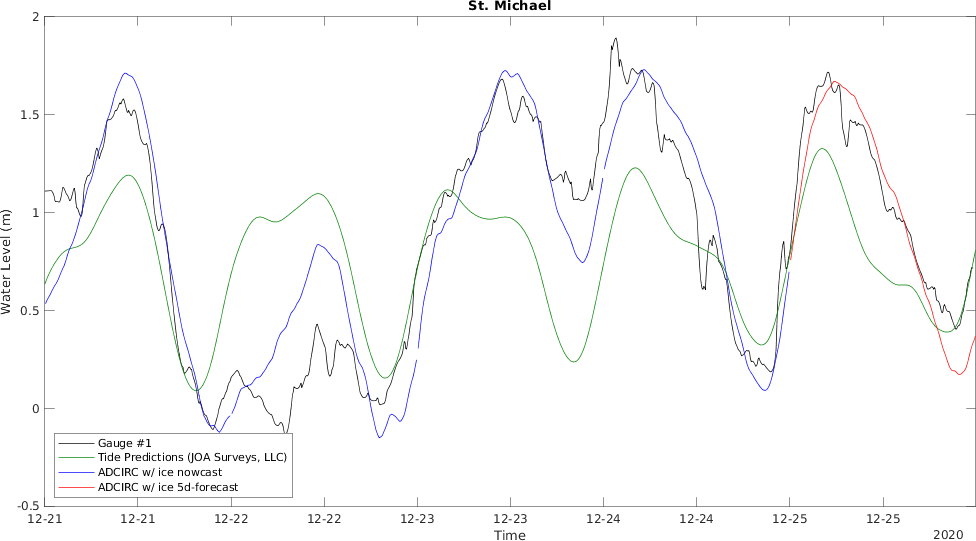 St. Michael
2
1.5
1
0.5
0
-0.5
Water Level (m)
Gauge #1
Tide Predictions (JOA Surveys, LLC)
ADCIRC w/ ice nowcast
ADCIRC w/ ice 5d-forecast
12-21 12-21 12-22 12-22 12-23 12-23 12-24 12-24 12-25 12-25
Time
2020